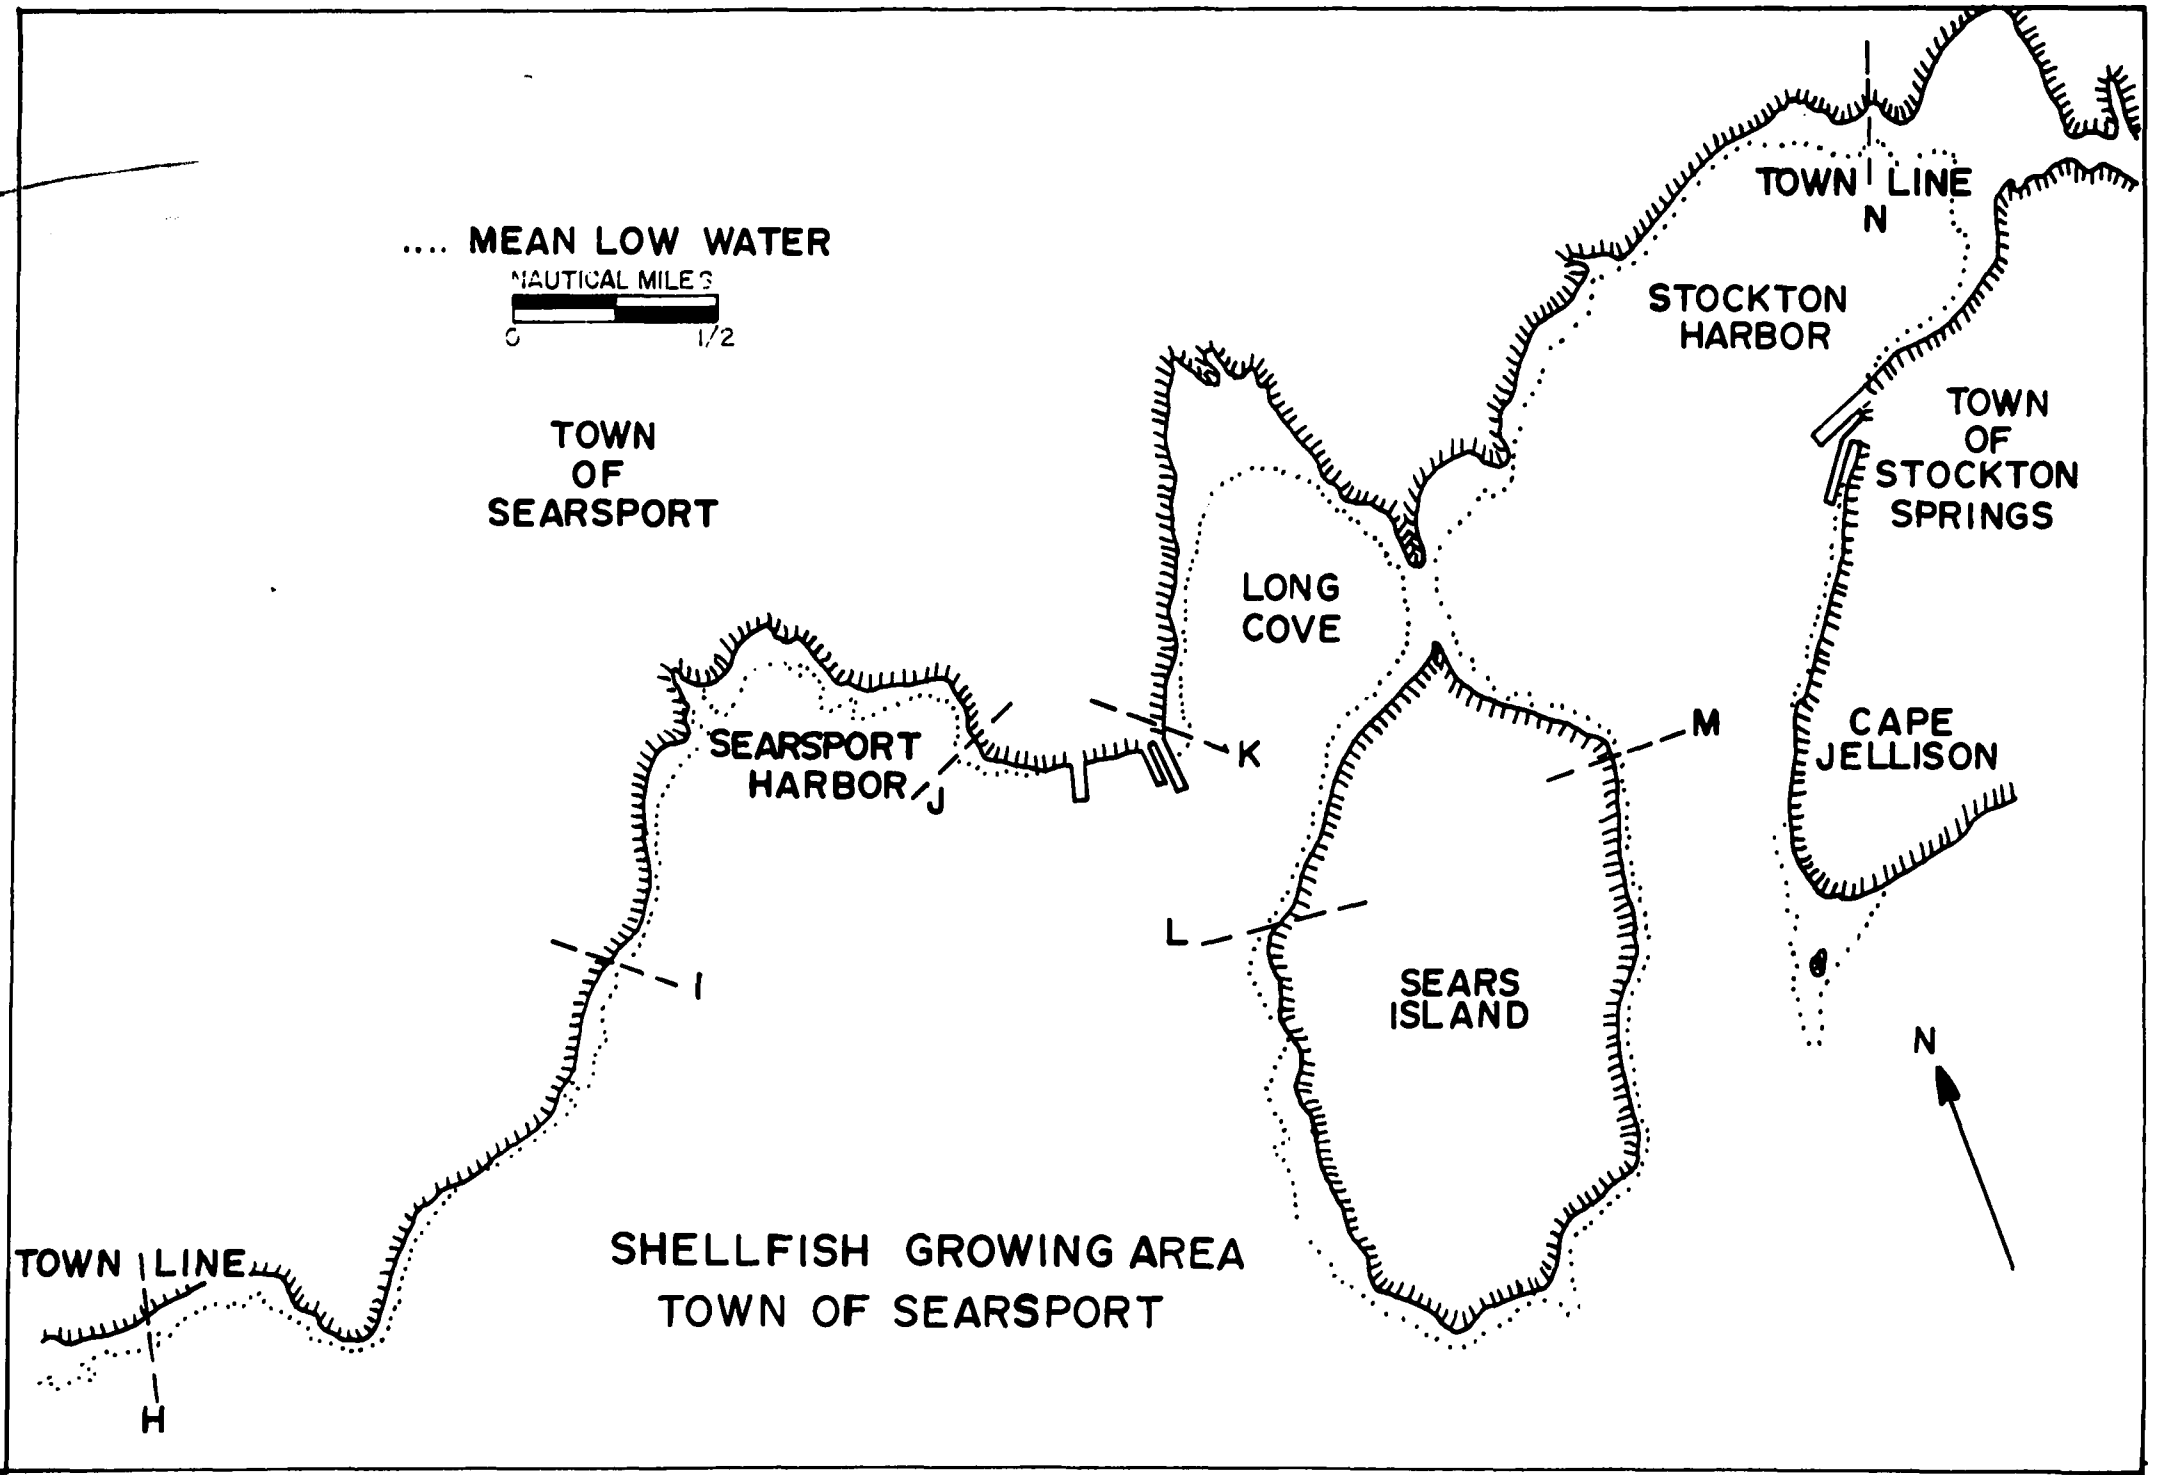 TOWN LINE
N
.... MEAN LOW WATER
NAUTICAL MILES
0 1/2
STOCKTON
HARBOR
TOWN
OF
STOCKTON
SPRINGS
TOWN
OF
SEARSPORT
LONG
COVE
SEARSPORT
HARBOR
J
K
M
CAPE
JELLISON
L
I
SEARS
ISLAND
N
SHELLFISH GROWING AREA
TOWN OF SEARSPORT
TOWN LINE
H